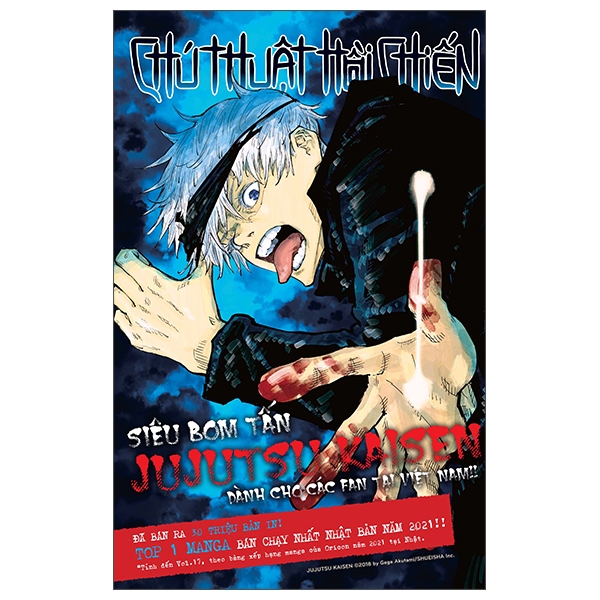 CHÚ THUẬT HỒI CHIẾN
SIÊU BOM TẤN
JUJUTSU KAISEN
DÀNH CHO CÁC FAN TẠI VIỆT NAM!!
ĐÃ BÁN RA 30 TRIỆU BẢN IN!
TOP 1 MANGA BÁN CHẠY NHẤT NHẬT BẢN NĂM 2021!!
*Tính đến Vol.17, theo bảng xếp hạng manga của Oricon năm 2021 tại Nhật.
JUJUTSU KAISEN ©2018 by Gege Akutami/SHUEISHA Inc.